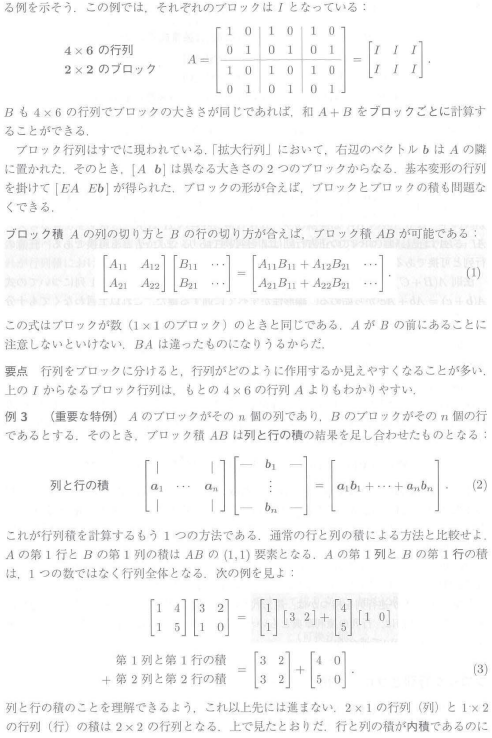 る例を示そう．この例では，それぞれのブロックは I となっている：
4×6 の行列
2×2 のブロック
A = [1 0 | 1 0 | 1 0
0 1 | 0 1 | 0 1
1 0 | 1 0 | 1 0
0 1 | 0 1 | 0 1] = [I I I
I I I] .
B も 4×6 の行列でブロックの大きさが同じであれば，和 A+B をブロックごとに計算す
ることができる．
ブロック行列はすでに現われている．「拡大行列」において，右辺のベクトル b は A の隣
に置かれた．そのとき，[A b] は異なる大きさの 2 つのブロックからなる．基本変形の行列
を掛けて [EA Eb] が得られた．ブロックの形が合えば，ブロックとブロックの積も問題な
くできる．
ブロック積 A の列の切り方と B の行の切り方が合えば，ブロック積 AB が可能である：
[A11 A12
A21 A22] [B11 ⋯
B21 ⋯] = [A11B11 + A12B21 ⋯
A21B11 + A22B21 ⋯] . (1)
この式はブロックが数（1×1 のブロック）のときと同じである．A が B の前にあることに
注意しないといけない．BA は違ったものになりうるからだ．
要点 行列をブロックに分けると，行列がどのように作用するか見えやすくなることが多い．
上の I からなるブロック行列は，もとの 4×6 の行列 A よりもわかりやすい．
例 3 （重要な特例） A のブロックがその n 個の列であり，B のブロックがその n 個の行
であるとする．そのとき，ブロック積 AB は列と行の積の結果を足し合わせたものとなる：
列と行の積 [| |
a1 ⋯ an
| |] [— b1 —
⋮
— bn —] = [a1b1 + ⋯ + anbn] . (2)
これが行列積を計算するもう 1 つの方法である．通常の行と列の積による方法と比較せよ．
A の第 1 行と B の第 1 列の積は AB の (1,1) 要素となる．A の第 1 列と B の第 1 行の積
は，1 つの数ではなく行列全体となる．次の例を見よ：
[1 4
1 5] [3 2
1 0] = [1
1] [3 2] + [4
5] [1 0]
第 1 列と第 1 行の積
+ 第 2 列と第 2 行の積
= [3 2
3 2] + [4 0
5 0] . (3)
列と行の積のことを理解できるよう，これ以上先には進まない．2×1 の行列（列）と 1×2
の行列（行）の積は 2×2 の行列となる．上で見たとおりだ．行と列の積が内積であるのに